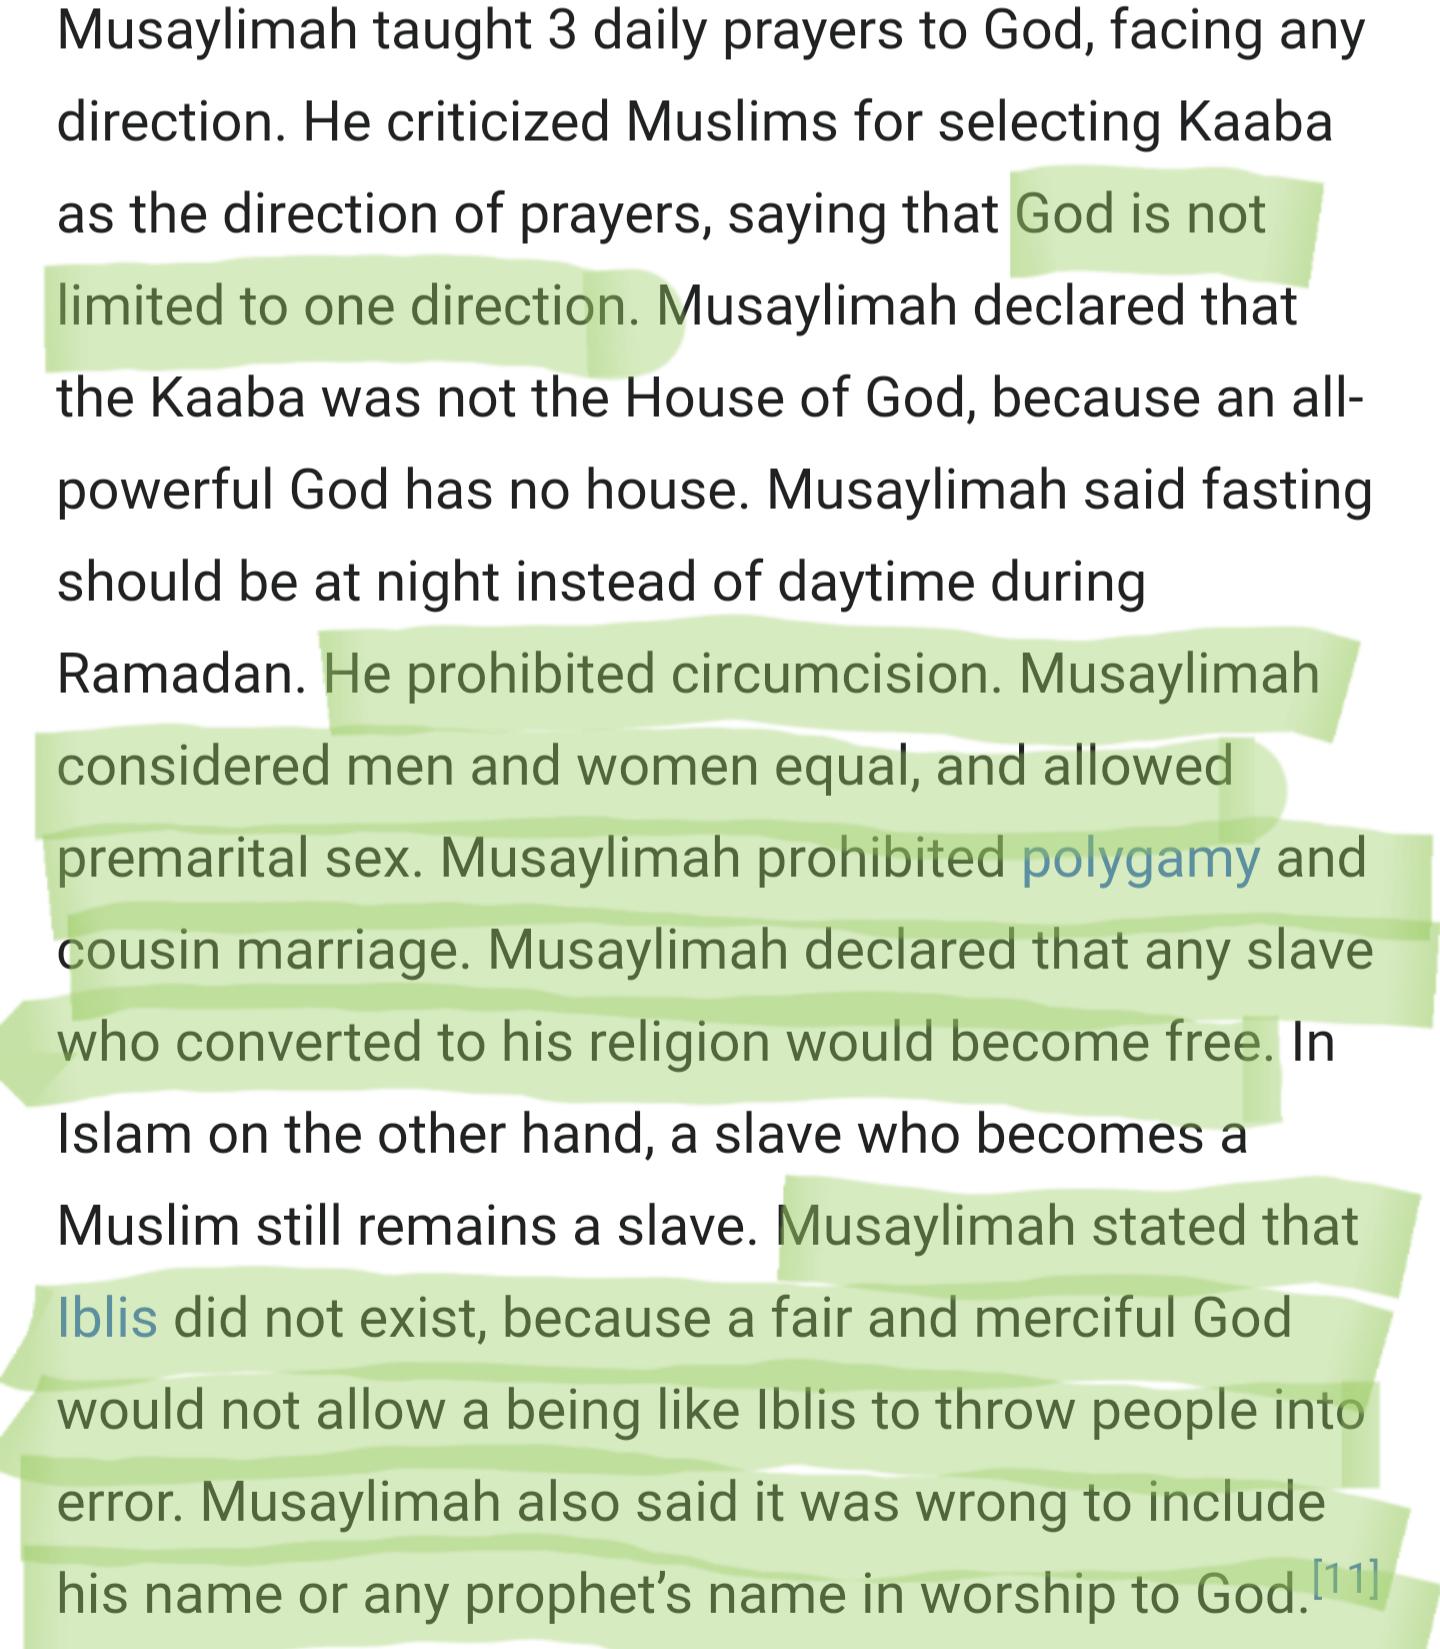 Musaylimah taught 3 daily prayers to God, facing any
direction. He criticized Muslims for selecting Kaaba
as the direction of prayers, saying that God is not
limited to one direction. Musaylimah declared that
the Kaaba was not the House of God, because an all-
powerful God has no house. Musaylimah said fasting
should be at night instead of daytime during
Ramadan. He prohibited circumcision. Musaylimah
considered men and women equal, and allowed
premarital sex. Musaylimah prohibited polygamy and
cousin marriage. Musaylimah declared that any slave
who converted to his religion would become free. In
Islam on the other hand, a slave who becomes a
Muslim still remains a slave. Musaylimah stated that
Iblis did not exist, because a fair and merciful God
would not allow a being like Iblis to throw people into
error. Musaylimah also said it was wrong to include
his name or any prophet’s name in worship to God.[11]